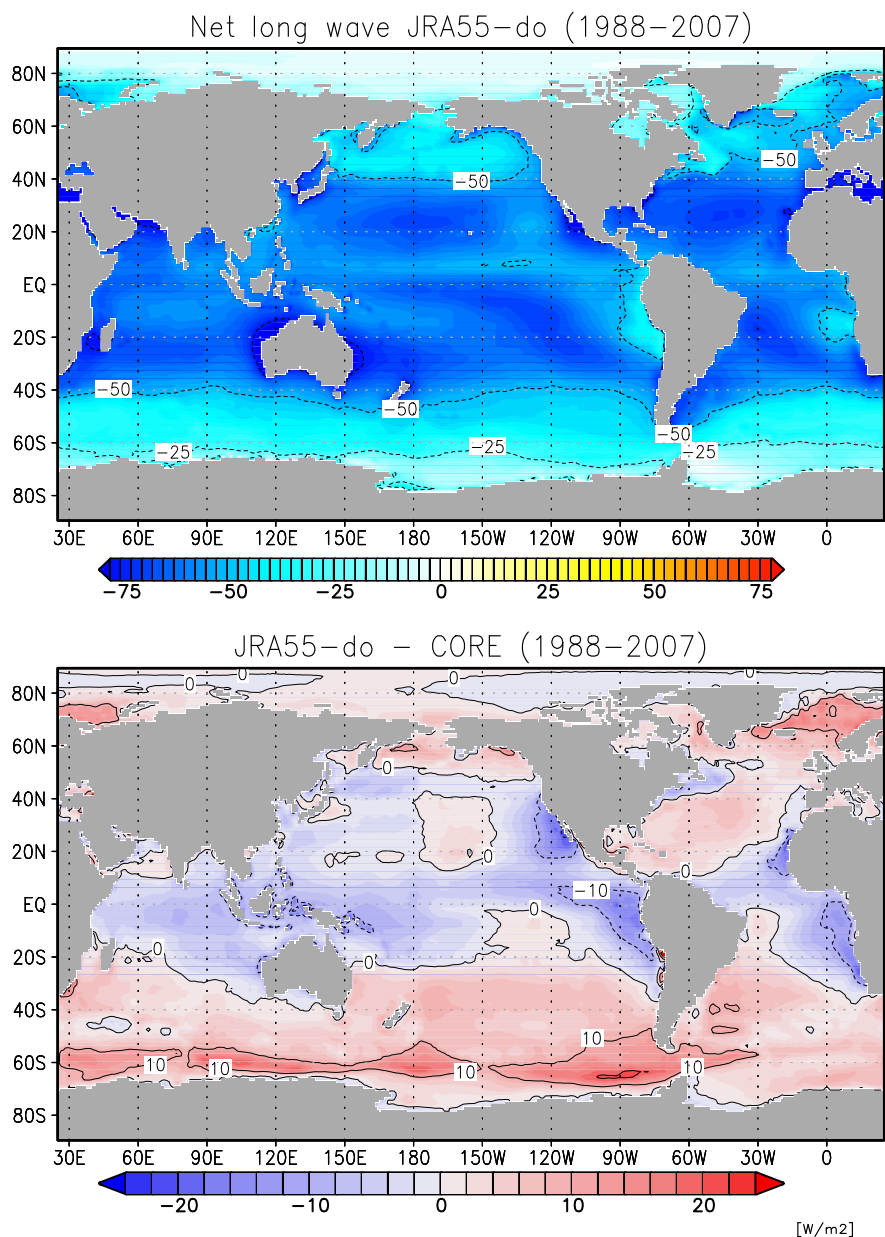 Net long wave JRA55-do (1988-2007)
80N
60N
-50
40N
-50
20N
EQ
20S
40S
-50
-50
-50
60S
-25
-25
-25
80S
30E 60E 90E 120E 150E 180 150W 120W 90W 60W 30W 0
-75 -50 -25 0 25 50 75
JRA55-do - CORE (1988-2007)
0 0 0 0
80N
60N
0
40N
20N
0
0
-10
EQ
0
20S
0
0
40S
10
60S
10 10 10 10
80S
30E 60E 90E 120E 150E 180 150W 120W 90W 60W 30W 0
-20 -10 0 10 20
[W/m2]